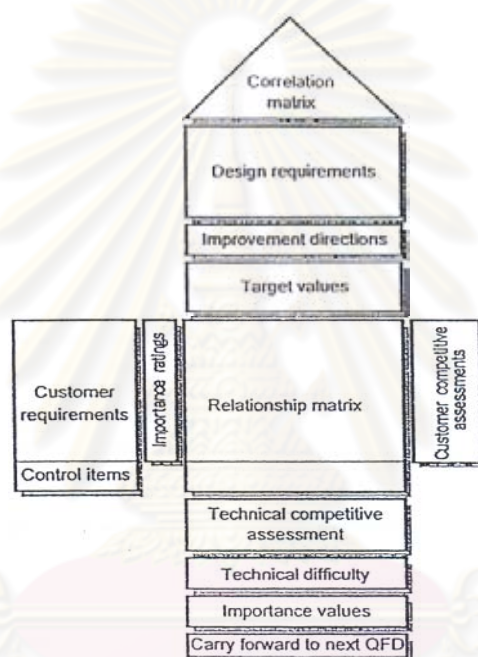 Correlation
matrix
Design requirements
Improvement directions
Target values
Customer
requirements
Importance ratings
Relationship matrix
Customer competitive
assessments
Control items
Technical competitive
assessment
Technical difficulty
Importance values
Carry forward to next QFD